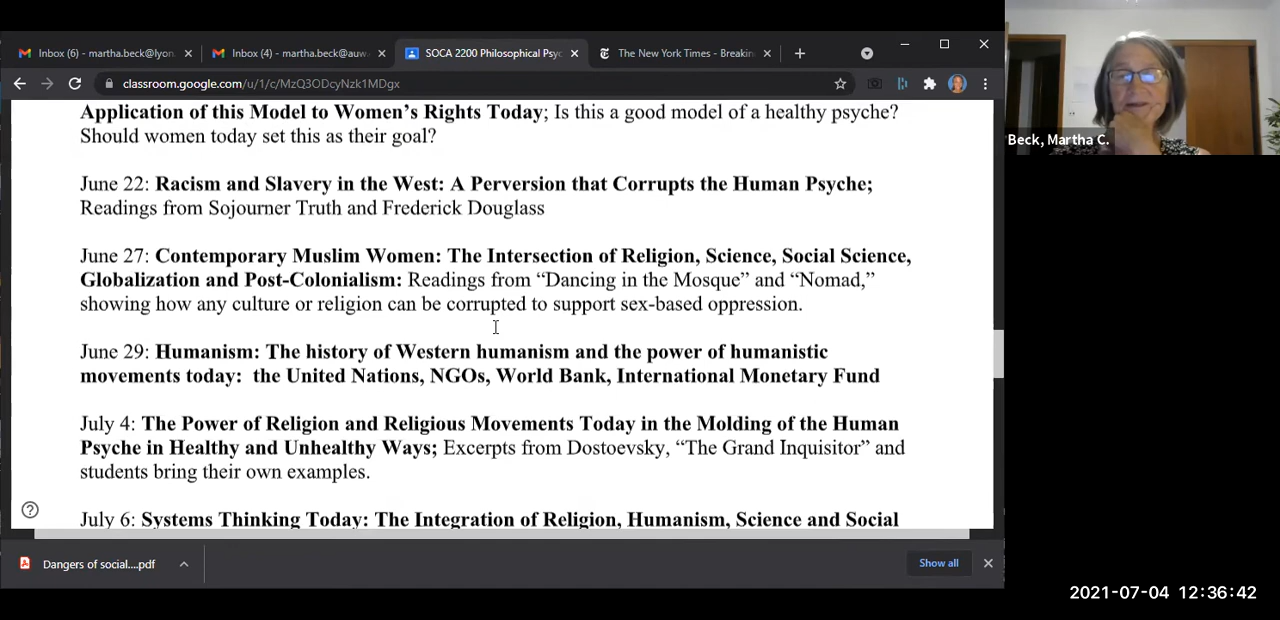 Inbox (6) - martha.beck@lyon.
Inbox (4) - martha.beck@auw
SOCA 2200 Philosophical Psyc
The New York Times - Breakin
classroom.google.com/u/1/c/MzQ3ODcyNzk1MDgx
Application of this Model to Women's Rights Today; Is this a good model of a healthy psyche?
Should women today set this as their goal?
June 22: Racism and Slavery in the West: A Perversion that Corrupts the Human Psyche;
Readings from Sojourner Truth and Frederick Douglass
June 27: Contemporary Muslim Women: The Intersection of Religion, Science, Social Science,
Globalization and Post-Colonialism: Readings from “Dancing in the Mosque” and “Nomad,”
showing how any culture or religion can be corrupted to support sex-based oppression.
June 29: Humanism: The history of Western humanism and the power of humanistic
movements today:  the United Nations, NGOs, World Bank, International Monetary Fund
July 4: The Power of Religion and Religious Movements Today in the Molding of the Human
Psyche in Healthy and Unhealthy Ways; Excerpts from Dostoevsky, “The Grand Inquisitor” and
students bring their own examples.
July 6: Systems Thinking Today: The Integration of Religion, Humanism, Science and Social
Dangers of social....pdf
Show all
Beck, Martha C.
2021-07-04 12:36:42